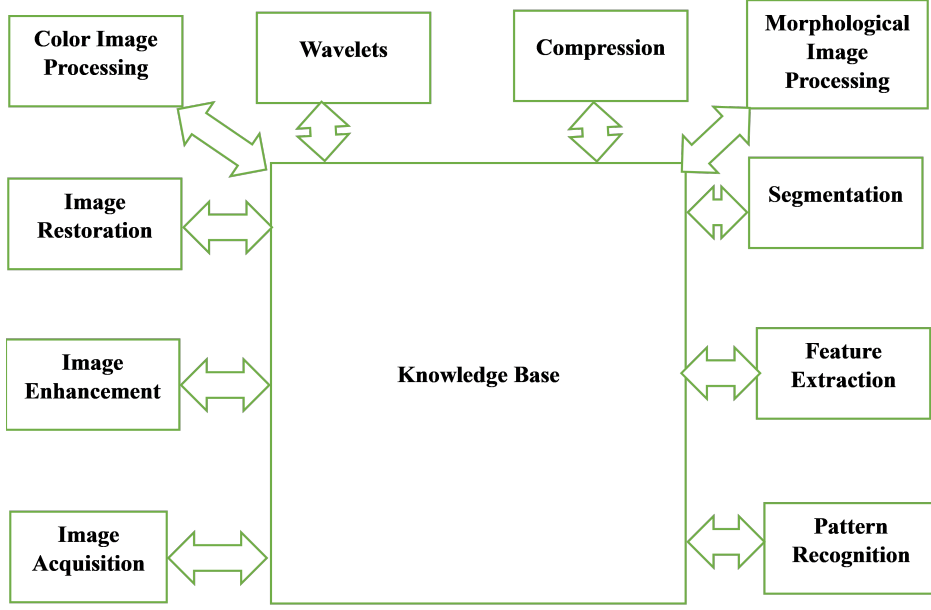 Color Image
Processing
Wavelets
Compression
Morphological
Image
Processing
Image
Restoration
Segmentation
Image
Enhancement
Knowledge Base
Feature
Extraction
Image
Acquisition
Pattern
Recognition